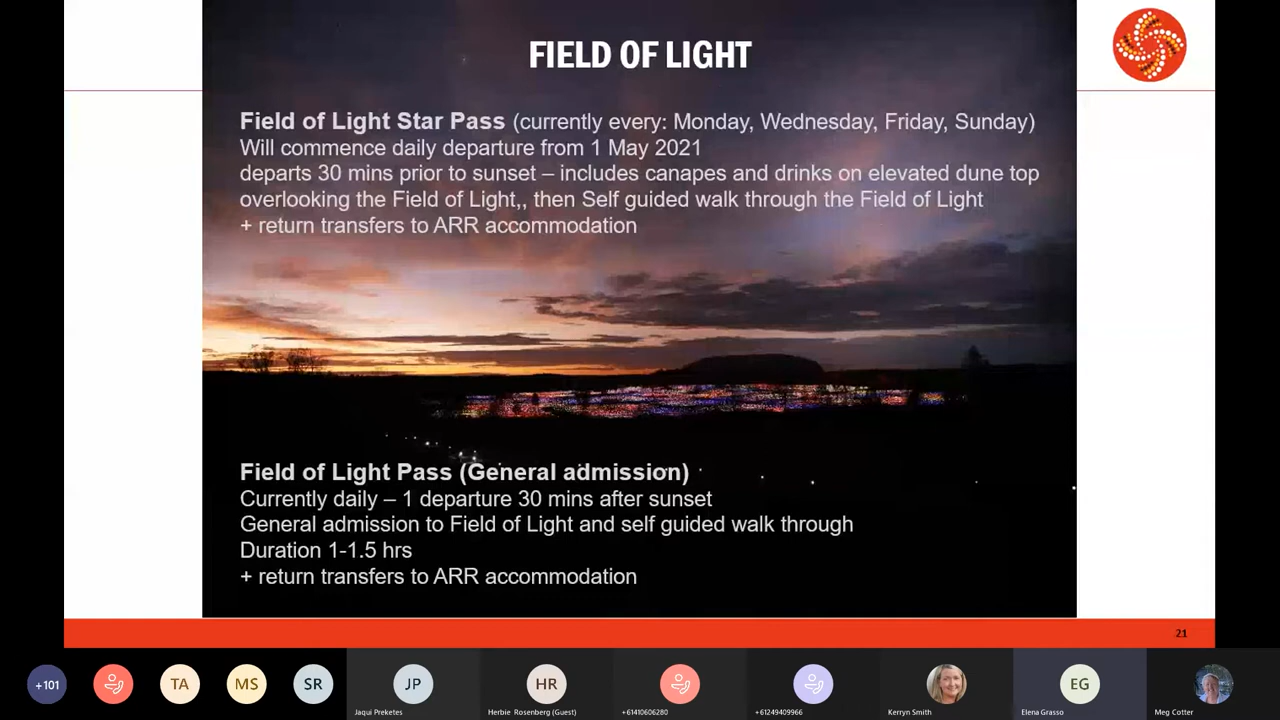 FIELD OF LIGHT
Field of Light Star Pass (currently every: Monday, Wednesday, Friday, Sunday)
Will commence daily departure from 1 May 2021
departs 30 mins prior to sunset – includes canapes and drinks on elevated dune top
overlooking the Field of Light,, then Self guided walk through the Field of Light
+ return transfers to ARR accommodation
Field of Light Pass (General admission)
Currently daily – 1 departure 30 mins after sunset
General admission to Field of Light and self guided walk through
Duration 1-1.5 hrs
+ return transfers to ARR accommodation
21
+101
TA
MS
SR
JP
HR
EG
Jaqui Preketes
Herbie Rosenberg (Guest)
+61410606280
+61249409966
Kerryn Smith
Elena Grasso
Meg Cotter